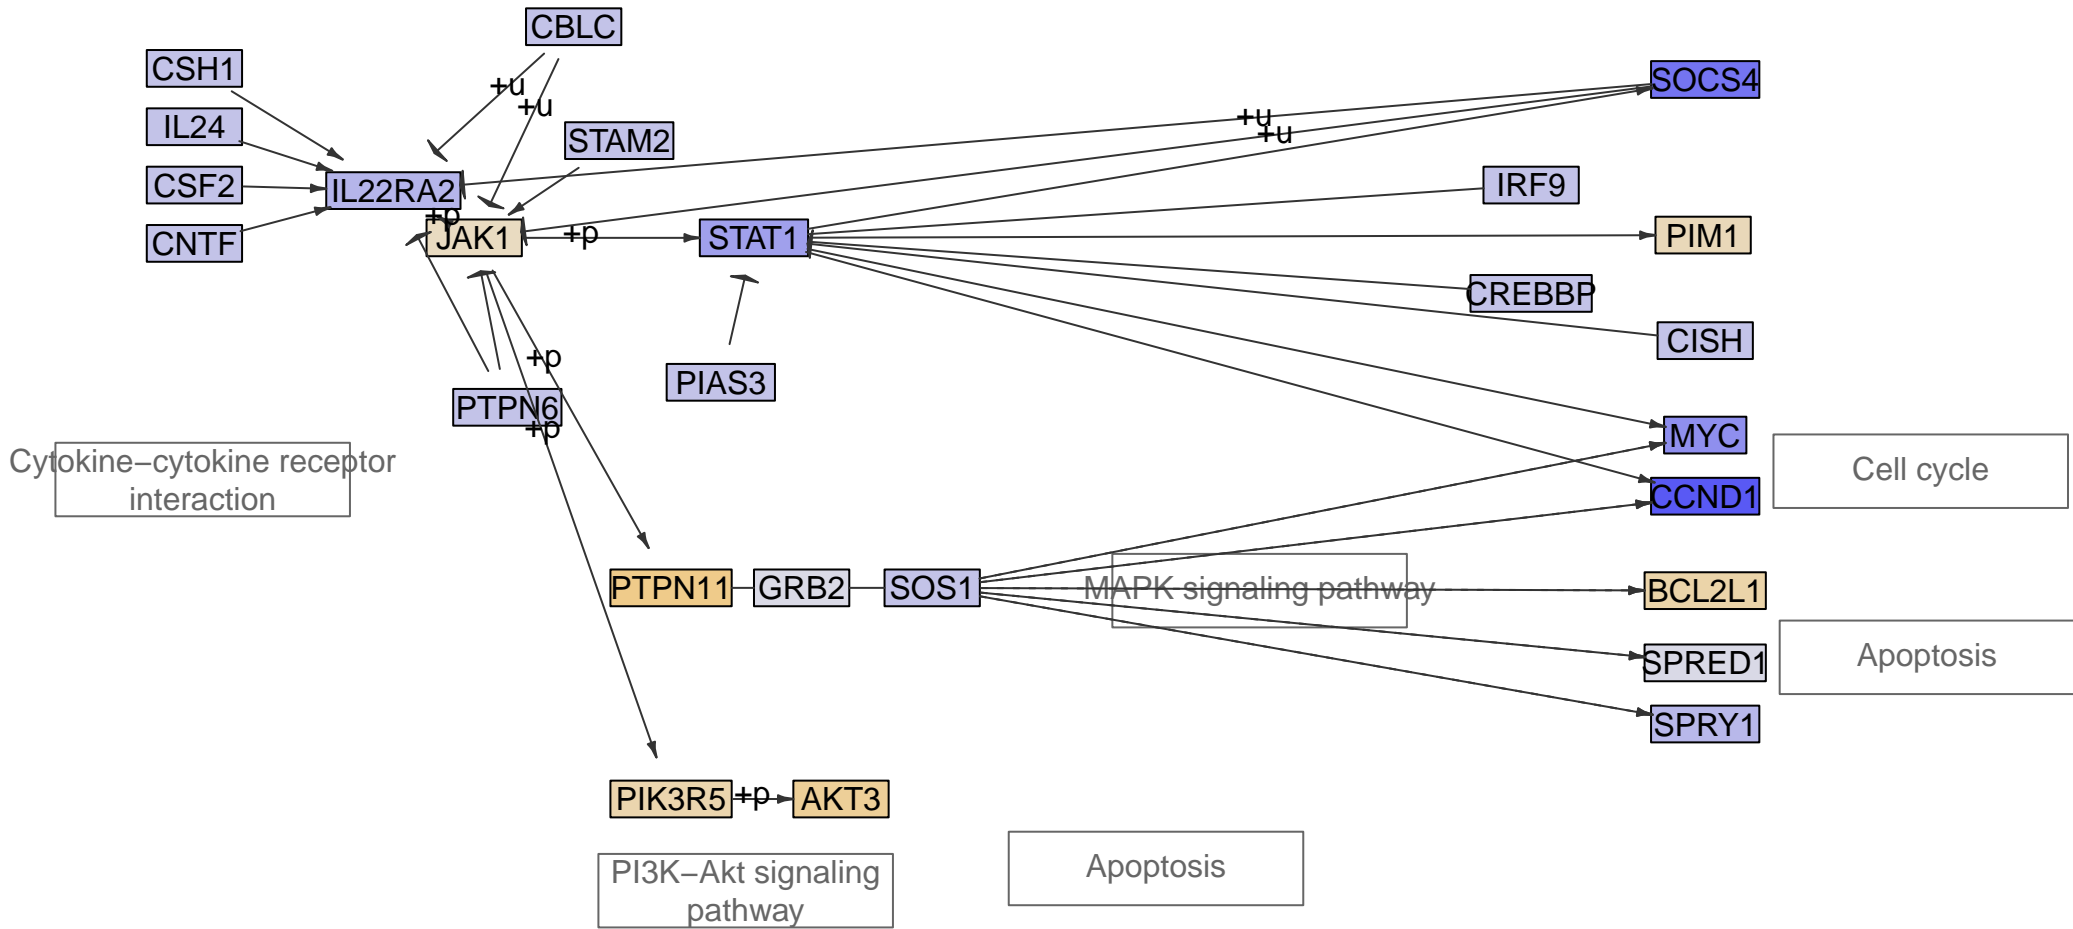 CBLC
CSH1
+u
SOCS4
+u
+u
IL24
+u
STAM2
CSF2
IL22RA2
IRF9
+p
CNTF
JAK1
+p
STAT1
PIM1
CREBBP
CISH
+p
PIAS3
PTPN6
+p
MYC
Cytokine−cytokine receptor
interaction
Cell cycle
CCND1
PTPN11
GRB2
SOS1
MAPK signaling pathway
BCL2L1
SPRED1
Apoptosis
SPRY1
PIK3R5
+p
AKT3
PI3K−Akt signaling
pathway
Apoptosis